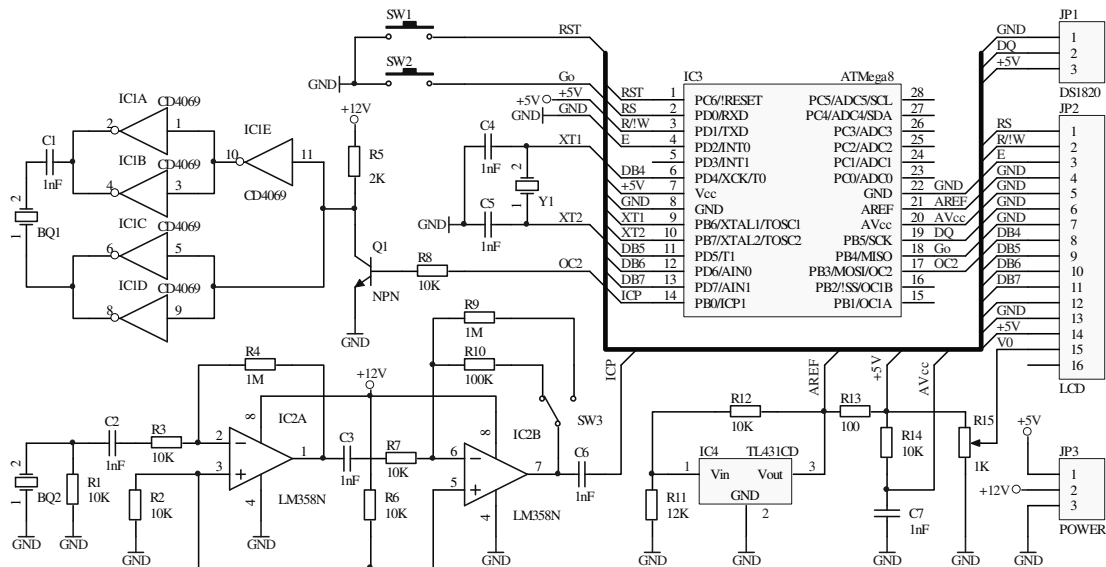 SW1
RST
SW2
Go
GND
+5V
GND
+12V
R5
2K
IC1A
CD4069
2
1
C1
1nF
IC1B
4
3
CD4069
IC1E
10
11
CD4069
2
1
BQ1
IC1C
CD4069
6
5
IC1D
CD4069
8
9
Q1
NPN
GND
R8
10K
OC2
C4
1nF
XT1
2
1
Y1
C5
1nF
GND
XT2
IC3
ATMega8
RST
1
PC6/!RESET
RS
2
PD0/RXD
R/!W
3
PD1/TXD
E
4
PD2/INT0
5
PD3/INT1
DB4
6
PD4/XCK/T0
+5V
7
Vcc
GND
8
GND
XT1
9
PB6/XTAL1/TOSC1
XT2
10
PB7/XTAL2/TOSC2
DB5
11
PD5/T1
DB6
12
PD6/AIN0
DB7
13
PD7/AIN1
ICP
14
PB0/ICP1
PC5/ADC5/SCL
28
PC4/ADC4/SDA
27
PC3/ADC3
26
PC2/ADC2
25
PC1/ADC1
24
PC0/ADC0
23
GND
22
GND
AREF
21
AREF
AVcc
20
AVcc
PB5/SCK
19
DQ
PB4/MISO
18
Go
PB3/MOSI/OC2
17
OC2
PB2/!SS/OC1B
16
PB1/OC1A
15
JP1
GND
1
DQ
2
+5V
3
DS1820
JP2
RS
1
R/!W
2
E
3
GND
4
GND
5
GND
6
GND
7
DB4
8
DB5
9
DB6
10
DB7
11
12
GND
13
+5V
14
V0
15
16
LCD
R4
1M
+12V
R9
1M
R10
100K
SW3
ICP
AREF
+5V
AVcc
C2
1nF
R3
10K
IC2A
8
2
3
1
4
LM358N
GND
2
1
BQ2
GND
R1
10K
GND
R2
10K
GND
C3
1nF
R7
10K
R6
10K
GND
IC2B
8
6
5
7
4
LM358N
GND
C6
1nF
R12
10K
R13
100
IC4
TL431CD
1
Vin
Vout
3
GND
2
GND
R11
12K
GND
R14
10K
C7
1nF
GND
R15
1K
GND
JP3
+5V
1
+12V
2
3
GND
POWER